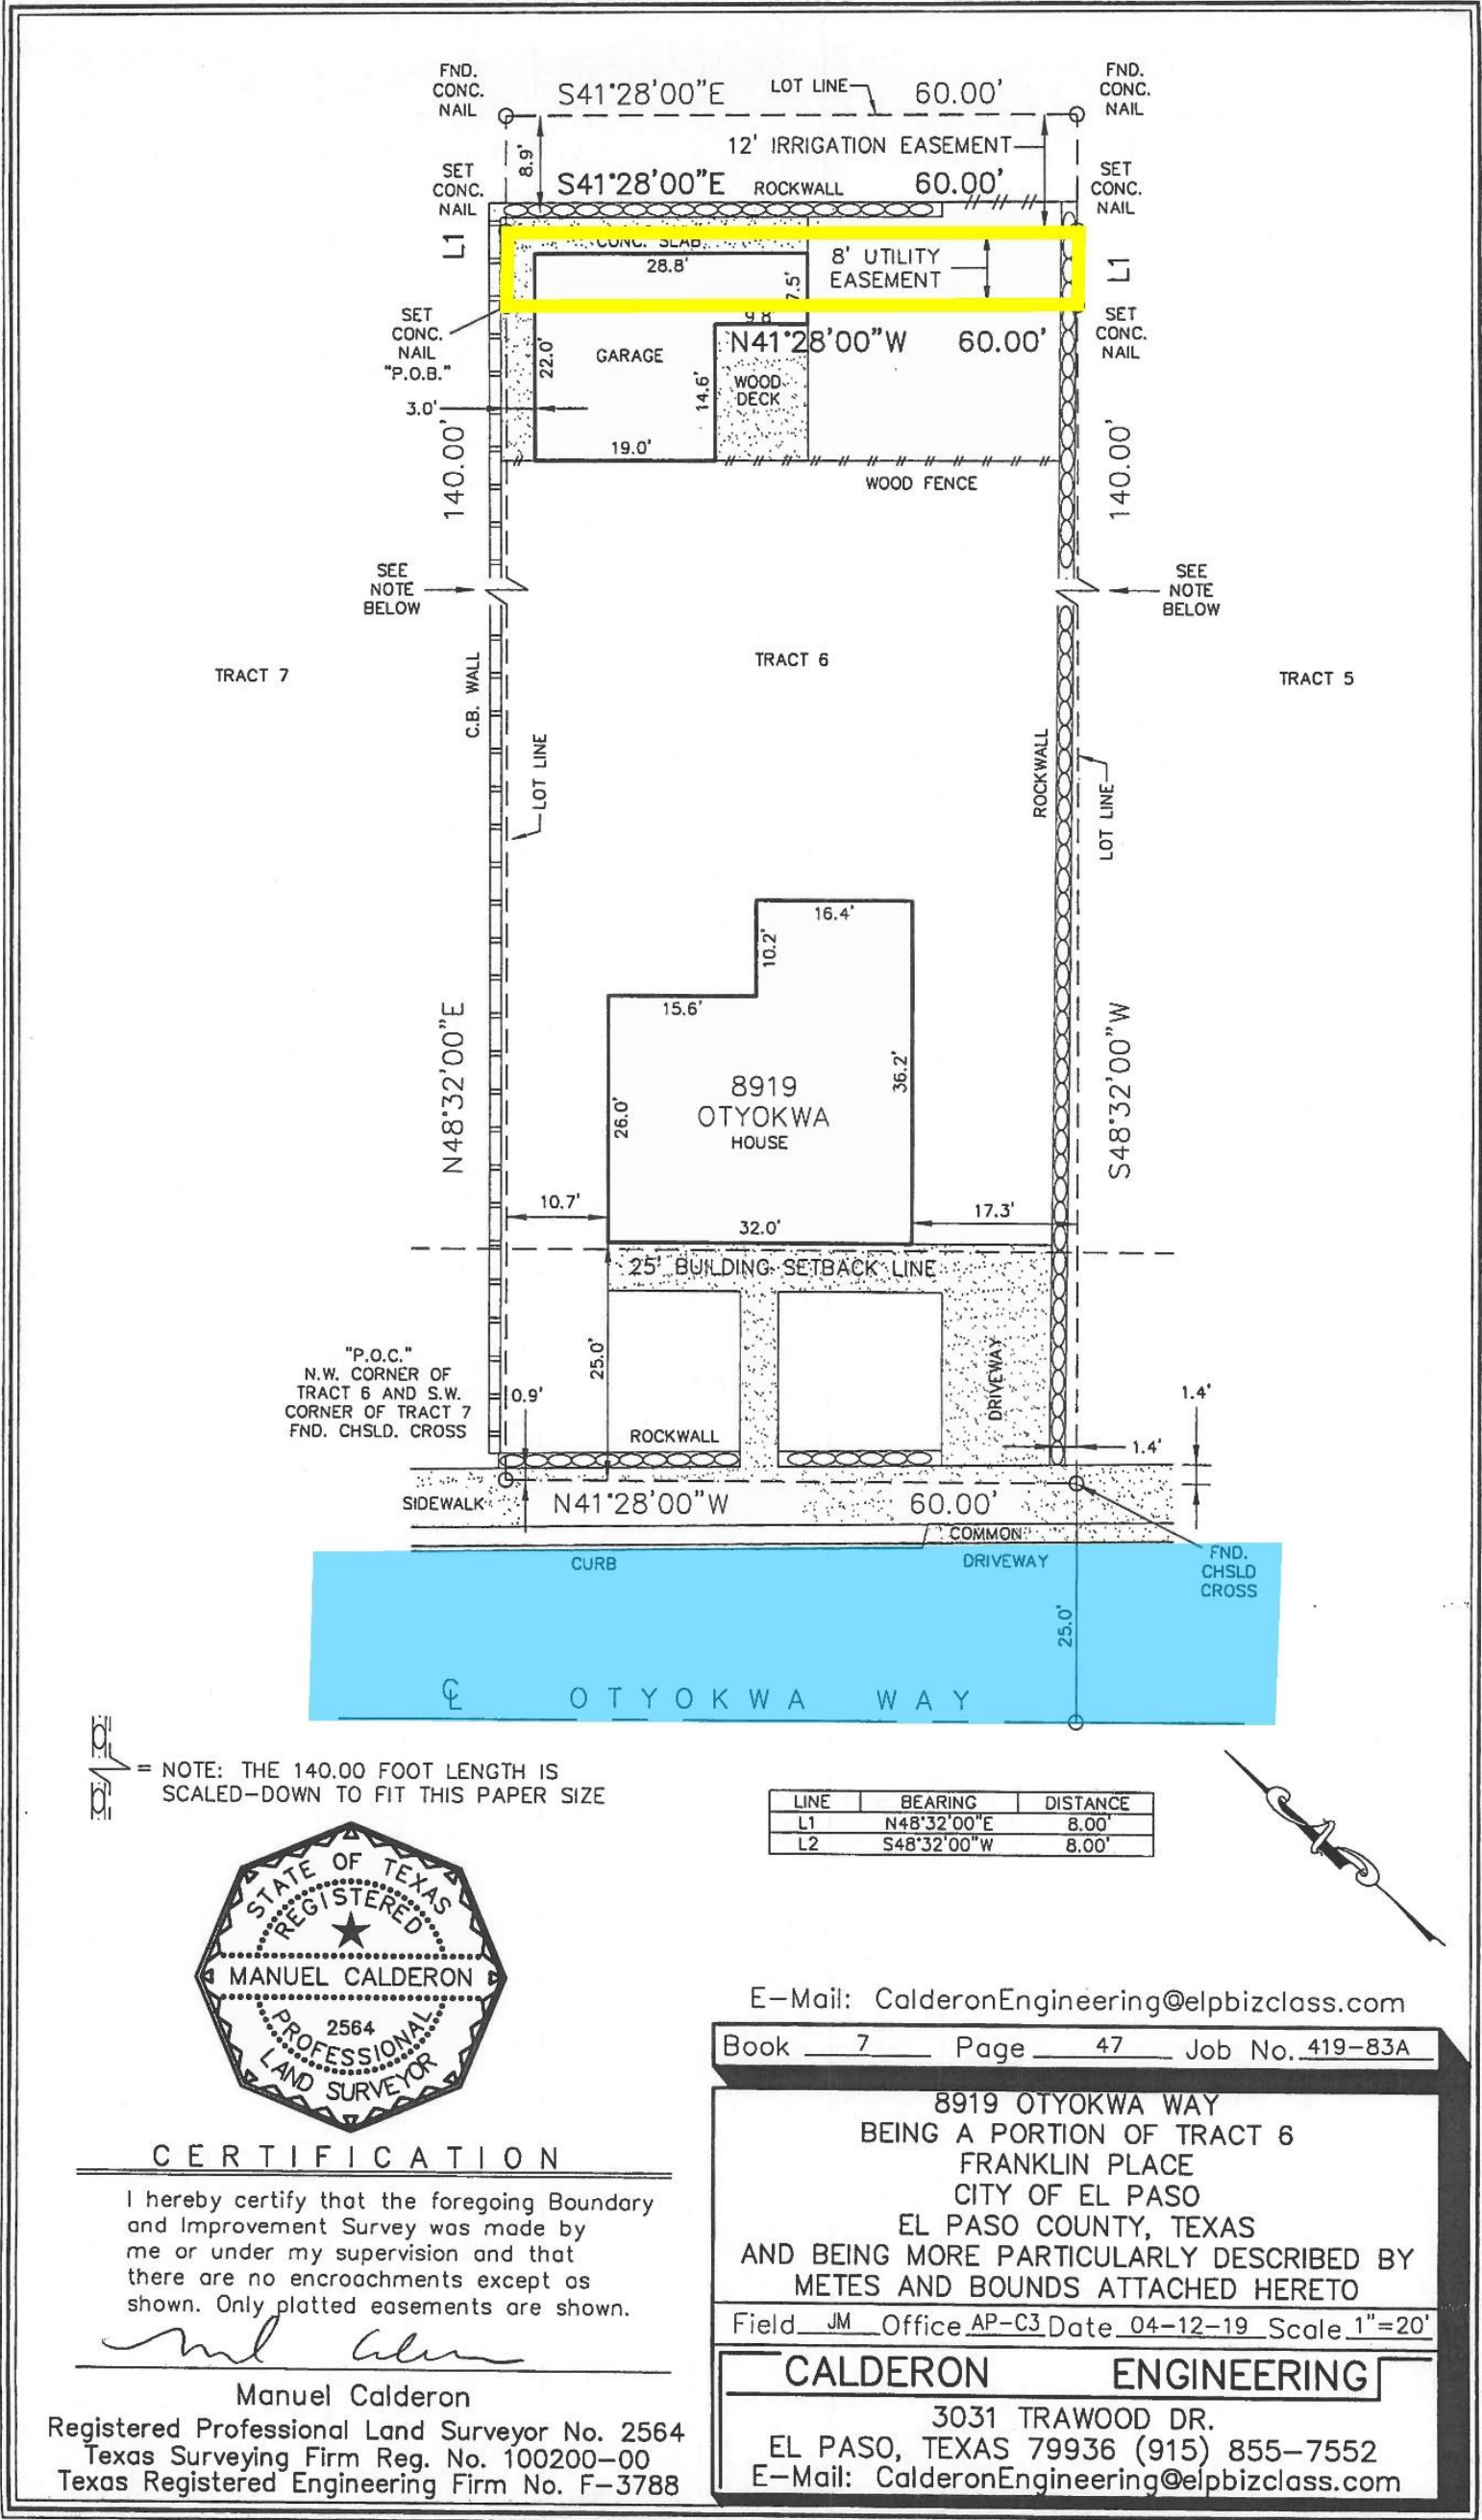 FND.
CONC.
NAIL
S41°28'00"E
LOT LINE
60.00'
FND.
CONC.
NAIL
8.9'
12' IRRIGATION EASEMENT
SET
CONC.
NAIL
S41°28'00"E
ROCKWALL
60.00'
SET
CONC.
NAIL
L1
CONC. SLAB
28.8'
7.5'
8' UTILITY
EASEMENT
L1
SET
CONC.
NAIL
"P.O.B."
9.8'
N41°28'00"W
60.00'
SET
CONC.
NAIL
22.0'
GARAGE
14.6'
WOOD
DECK
3.0'
19.0'
140.00'
WOOD FENCE
140.00'
SEE
NOTE
BELOW
SEE
NOTE
BELOW
TRACT 7
TRACT 6
TRACT 5
C.B. WALL
LOT LINE
ROCKWALL
LOT LINE
16.4'
10.2'
15.6'
N48°32'00"E
26.0'
8919
OTYOKWA
HOUSE
36.2'
S48°32'00"W
10.7'
32.0'
17.3'
25' BUILDING SETBACK LINE
"P.O.C."
N.W. CORNER OF
TRACT 6 AND S.W.
CORNER OF TRACT 7
FND. CHSLD. CROSS
0.9'
25.0'
ROCKWALL
DRIVEWAY
1.4'
1.4'
SIDEWALK
N41°28'00"W
60.00'
COMMON
DRIVEWAY
CURB
FND.
CHSLD
CROSS
25.0'
℄ OTYOKWA WAY
= NOTE: THE 140.00 FOOT LENGTH IS
SCALED-DOWN TO FIT THIS PAPER SIZE
LINE BEARING DISTANCE
L1 N48°32'00"E 8.00'
L2 S48°32'00"W 8.00'
STATE OF TEXAS
REGISTERED
MANUEL CALDERON
2564
PROFESSIONAL
LAND SURVEYOR
CERTIFICATION
I hereby certify that the foregoing Boundary
and Improvement Survey was made by
me or under my supervision and that
there are no encroachments except as
shown. Only platted easements are shown.
Manuel Calderon
Registered Professional Land Surveyor No. 2564
Texas Surveying Firm Reg. No. 100200-00
Texas Registered Engineering Firm No. F-3788
E-Mail: CalderonEngineering@elpbizclass.com
Book 7 Page 47 Job No. 419-83A
8919 OTYOKWA WAY
BEING A PORTION OF TRACT 6
FRANKLIN PLACE
CITY OF EL PASO
EL PASO COUNTY, TEXAS
AND BEING MORE PARTICULARLY DESCRIBED BY
METES AND BOUNDS ATTACHED HERETO
Field JM Office AP-C3 Date 04-12-19 Scale 1"=20'
CALDERON ENGINEERING
3031 TRAWOOD DR.
EL PASO, TEXAS 79936 (915) 855-7552
E-Mail: CalderonEngineering@elpbizclass.com